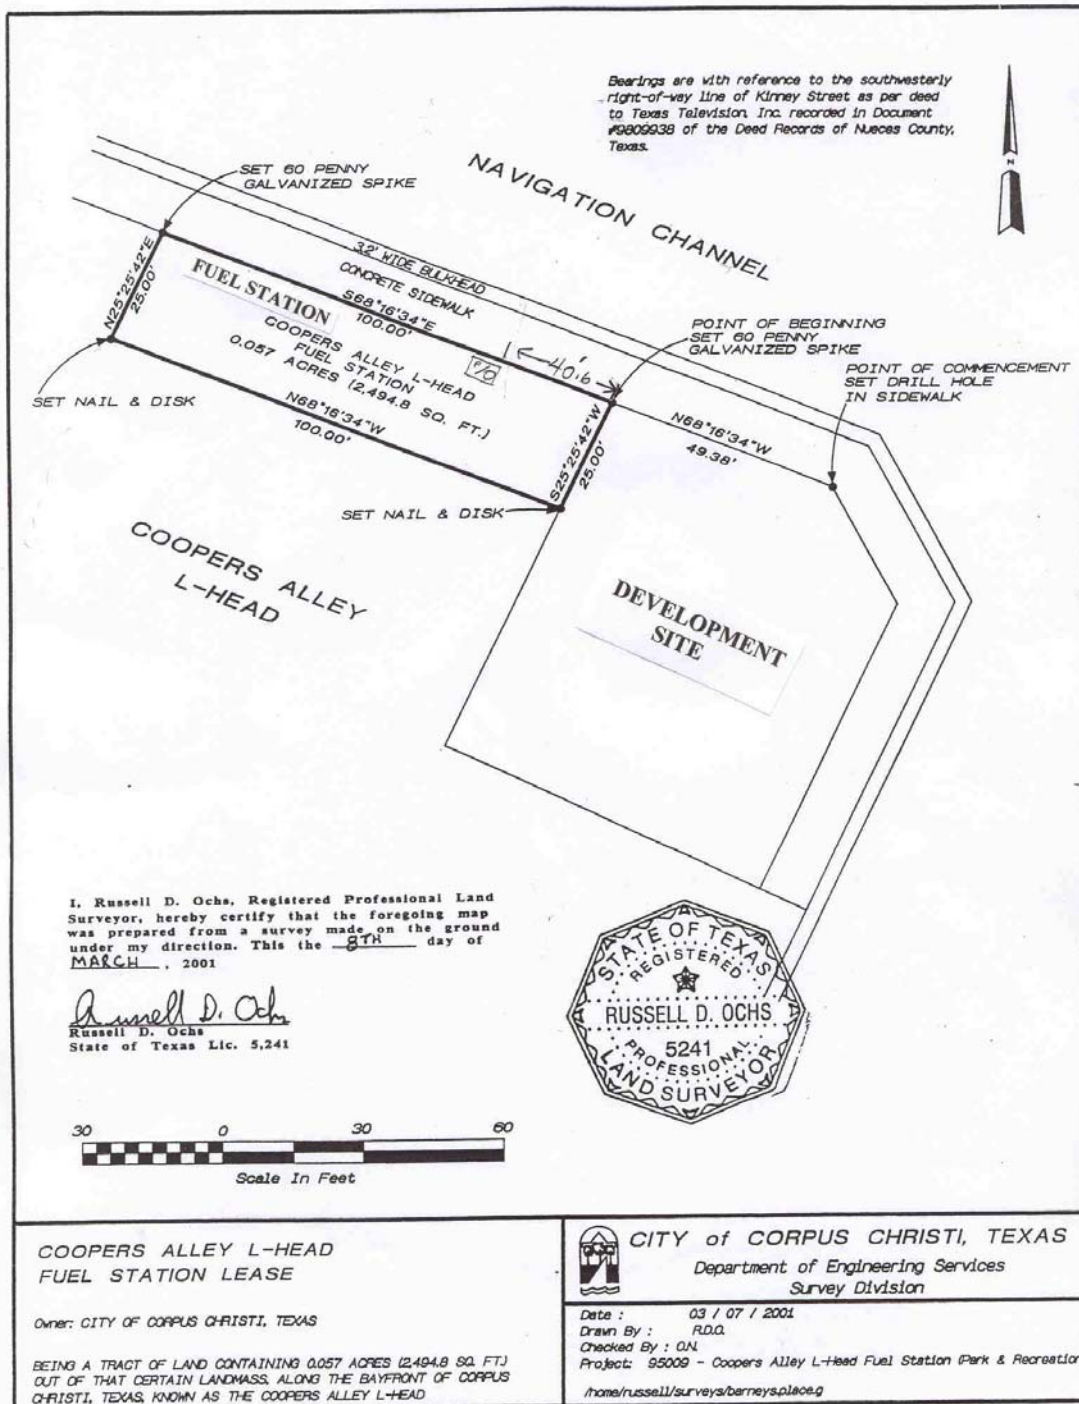 Bearings are with reference to the southwesterly
right-of-way line of Kinney Street as per deed
to Texas Television, Inc. recorded in Document
#9809938 of the Deed Records of Nueces County,
Texas.
N
NAVIGATION CHANNEL
SET 60 PENNY
GALVANIZED SPIKE
3.2' WIDE BULKHEAD
CONCRETE SIDEWALK
S68°16'34"E
100.00'
N25°25'42"E
25.00'
FUEL STATION
COOPERS ALLEY L-HEAD
FUEL STATION
0.057 ACRES (2,494.8 SQ. FT.)
40'.6
POINT OF BEGINNING
SET 60 PENNY
GALVANIZED SPIKE
POINT OF COMMENCEMENT
SET DRILL HOLE
IN SIDEWALK
SET NAIL & DISK
N68°16'34"W
100.00'
S25°25'42"W
25.00'
N68°16'34"W
49.38'
SET NAIL & DISK
COOPERS ALLEY
L-HEAD
DEVELOPMENT
SITE
I, Russell D. Ochs, Registered Professional Land
Surveyor, hereby certify that the foregoing map
was prepared from a survey made on the ground
under my direction. This the 8TH day of
MARCH , 2001
Russell D. Ochs
Russell D. Ochs
State of Texas Lic. 5,241
STATE OF TEXAS
REGISTERED
RUSSELL D. OCHS
5241
PROFESSIONAL
LAND SURVEYOR
30 0 30 60
Scale In Feet
COOPERS ALLEY L-HEAD
FUEL STATION LEASE
Owner: CITY OF CORPUS CHRISTI, TEXAS
BEING A TRACT OF LAND CONTAINING 0.057 ACRES (2,494.8 SQ. FT.)
OUT OF THAT CERTAIN LANDMASS, ALONG THE BAYFRONT OF CORPUS
CHRISTI, TEXAS, KNOWN AS THE COOPERS ALLEY L-HEAD
CITY of CORPUS CHRISTI, TEXAS
Department of Engineering Services
Survey Division
Date : 03 / 07 / 2001
Drawn By : R.D.O.
Checked By : O.N.
Project: 95009 - Coopers Alley L-Head Fuel Station (Park & Recreation
/home/russell/surveys/barneys.place.g